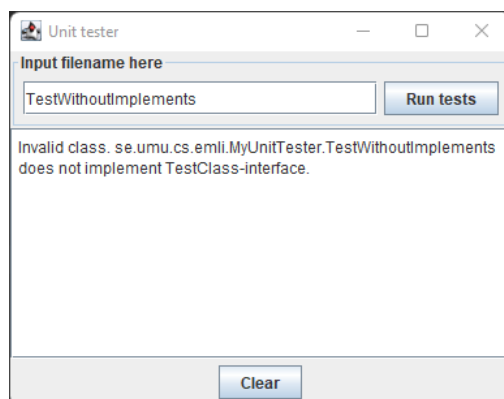 Unit tester
Input filename here
TestWithoutImplements
Run tests
Invalid class. se.umu.cs.emli.MyUnitTester.TestWithoutImplements
does not implement TestClass-interface.
Clear